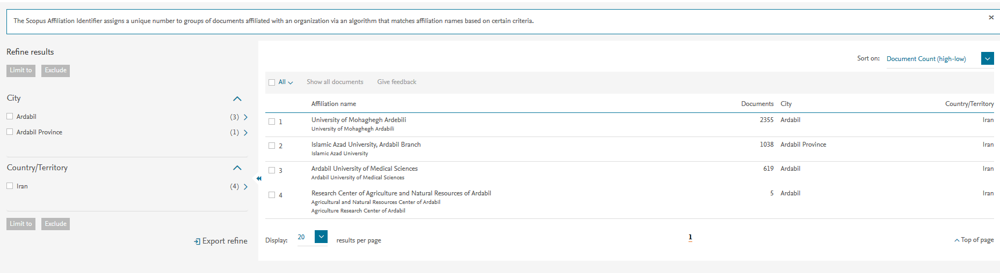 The Scopus Affiliation Identifier assigns a unique number to groups of documents affiliated with an organization via an algorithm that matches affiliation names based on certain criteria.
Refine results
Limit to Exclude
City
Ardabil (3)
Ardabil Province (1)
Country/Territory
Iran (4)
Limit to Exclude
Export refine
Sort on: Document Count (high-low)
All Show all documents Give feedback
Affiliation name Documents City Country/Territory
1 University of Mohaghegh Ardebili 2355 Ardabil Iran
University of Mohaghegh Ardabili
2 Islamic Azad University, Ardabil Branch 1038 Ardabil Province Iran
Islamic Azad University
3 Ardabil University of Medical Sciences 619 Ardabil Iran
Ardabil University of Medical Sciences
4 Research Center of Agriculture and Natural Resources of Ardabil 5 Ardabil Iran
Agricultural and Natural Resources Center of Ardabil
Agriculture Research Center of Ardabil
Display: 20 results per page 1 Top of page